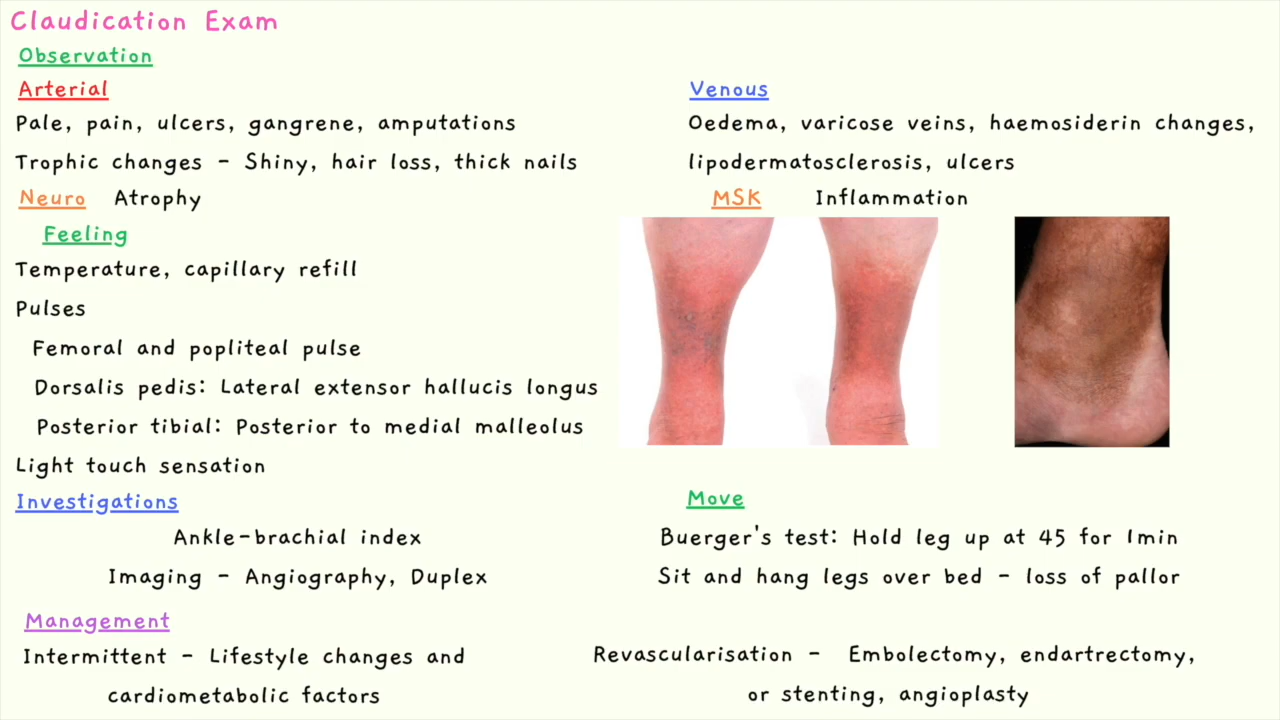 Claudication Exam
Observation
Arterial
Pale, pain, ulcers, gangrene, amputations
Trophic changes - Shiny, hair loss, thick nails
Venous
Oedema, varicose veins, haemosiderin changes,
lipodermatosclerosis, ulcers
Neuro Atrophy
MSK Inflammation
Feeling
Temperature, capillary refill
Pulses
Femoral and popliteal pulse
Dorsalis pedis: Lateral extensor hallucis longus
Posterior tibial: Posterior to medial malleolus
Light touch sensation
Investigations
Ankle-brachial index
Imaging - Angiography, Duplex
Move
Buerger's test: Hold leg up at 45 for 1min
Sit and hang legs over bed - loss of pallor
Management
Intermittent - Lifestyle changes and
cardiometabolic factors
Revascularisation - Embolectomy, endartrectomy,
or stenting, angioplasty